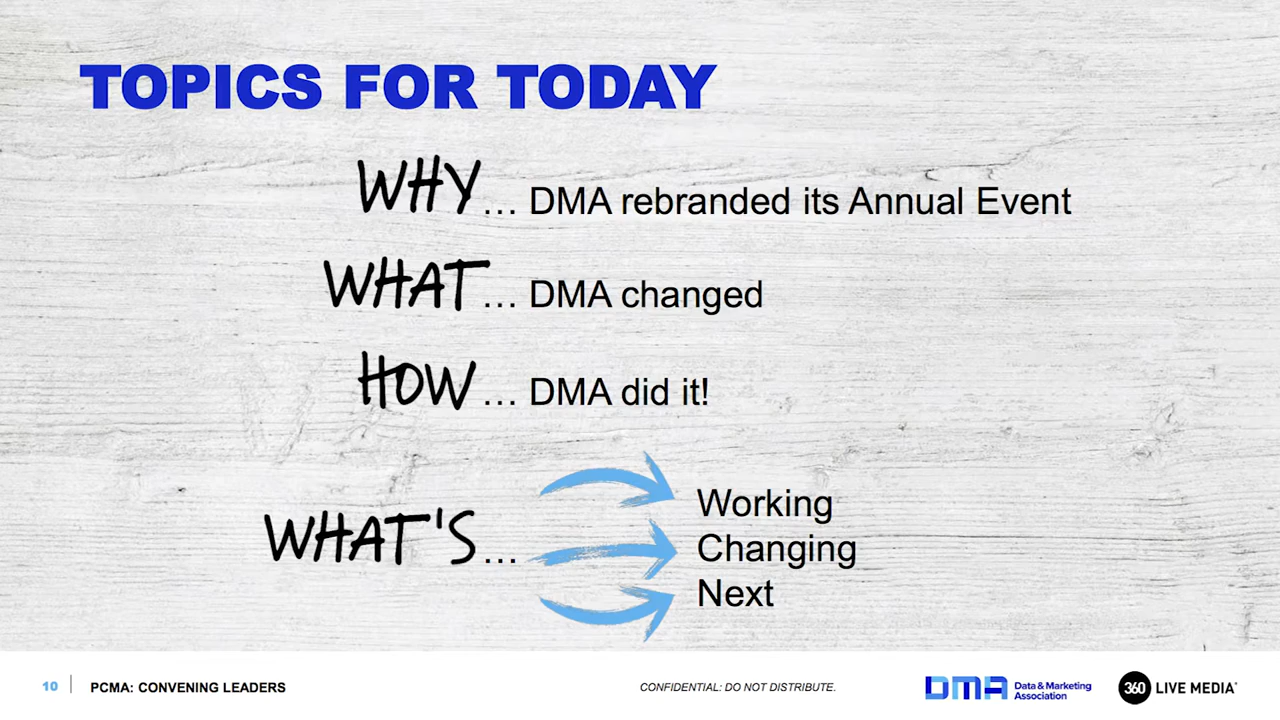 TOPICS FOR TODAY
WHY... DMA rebranded its Annual Event
WHAT... DMA changed
HOW... DMA did it!
WHAT'S...
Working
Changing
Next
10 PCMA: CONVENING LEADERS
CONFIDENTIAL: DO NOT DISTRIBUTE.
DMA Data & Marketing
Association
360 LIVE MEDIA